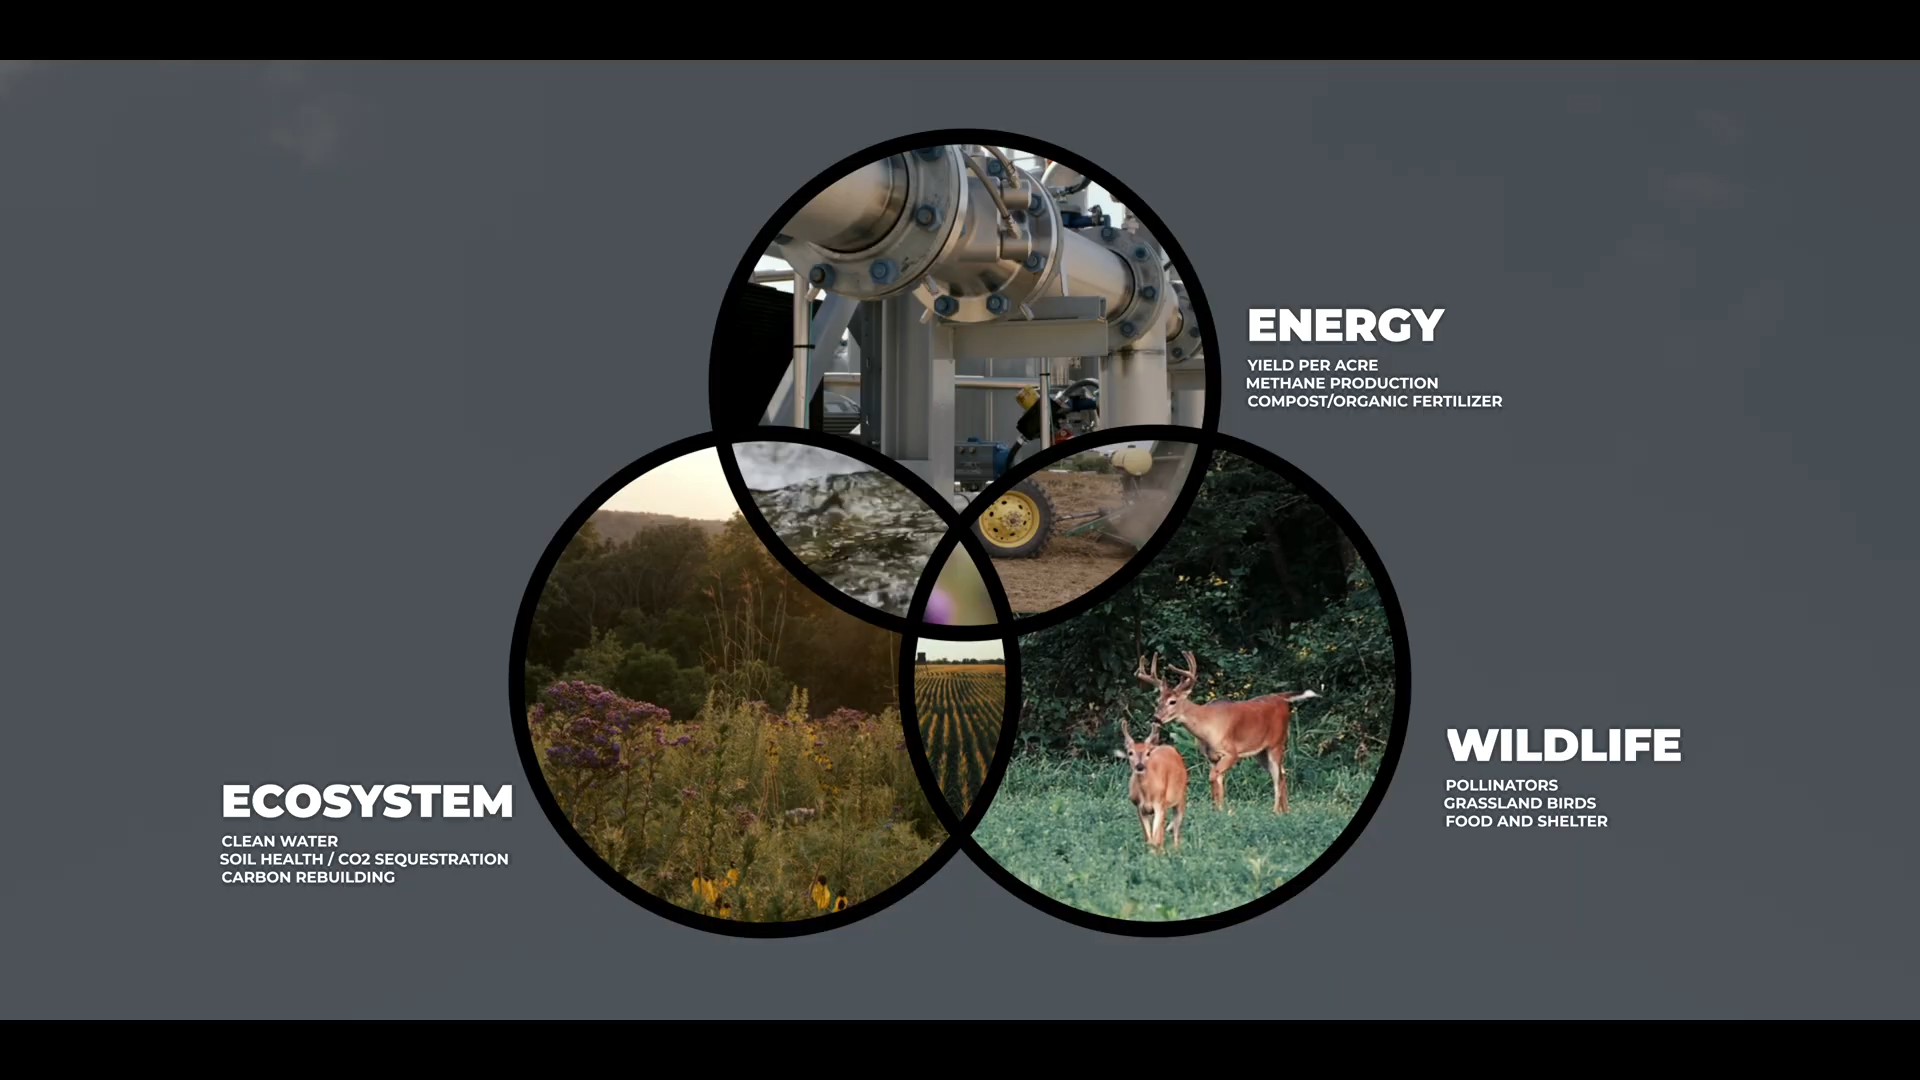 ENERGY
YIELD PER ACRE
METHANE PRODUCTION
COMPOST/ORGANIC FERTILIZER
WILDLIFE
POLLINATORS
GRASSLAND BIRDS
FOOD AND SHELTER
ECOSYSTEM
CLEAN WATER
SOIL HEALTH / CO2 SEQUESTRATION
CARBON REBUILDING